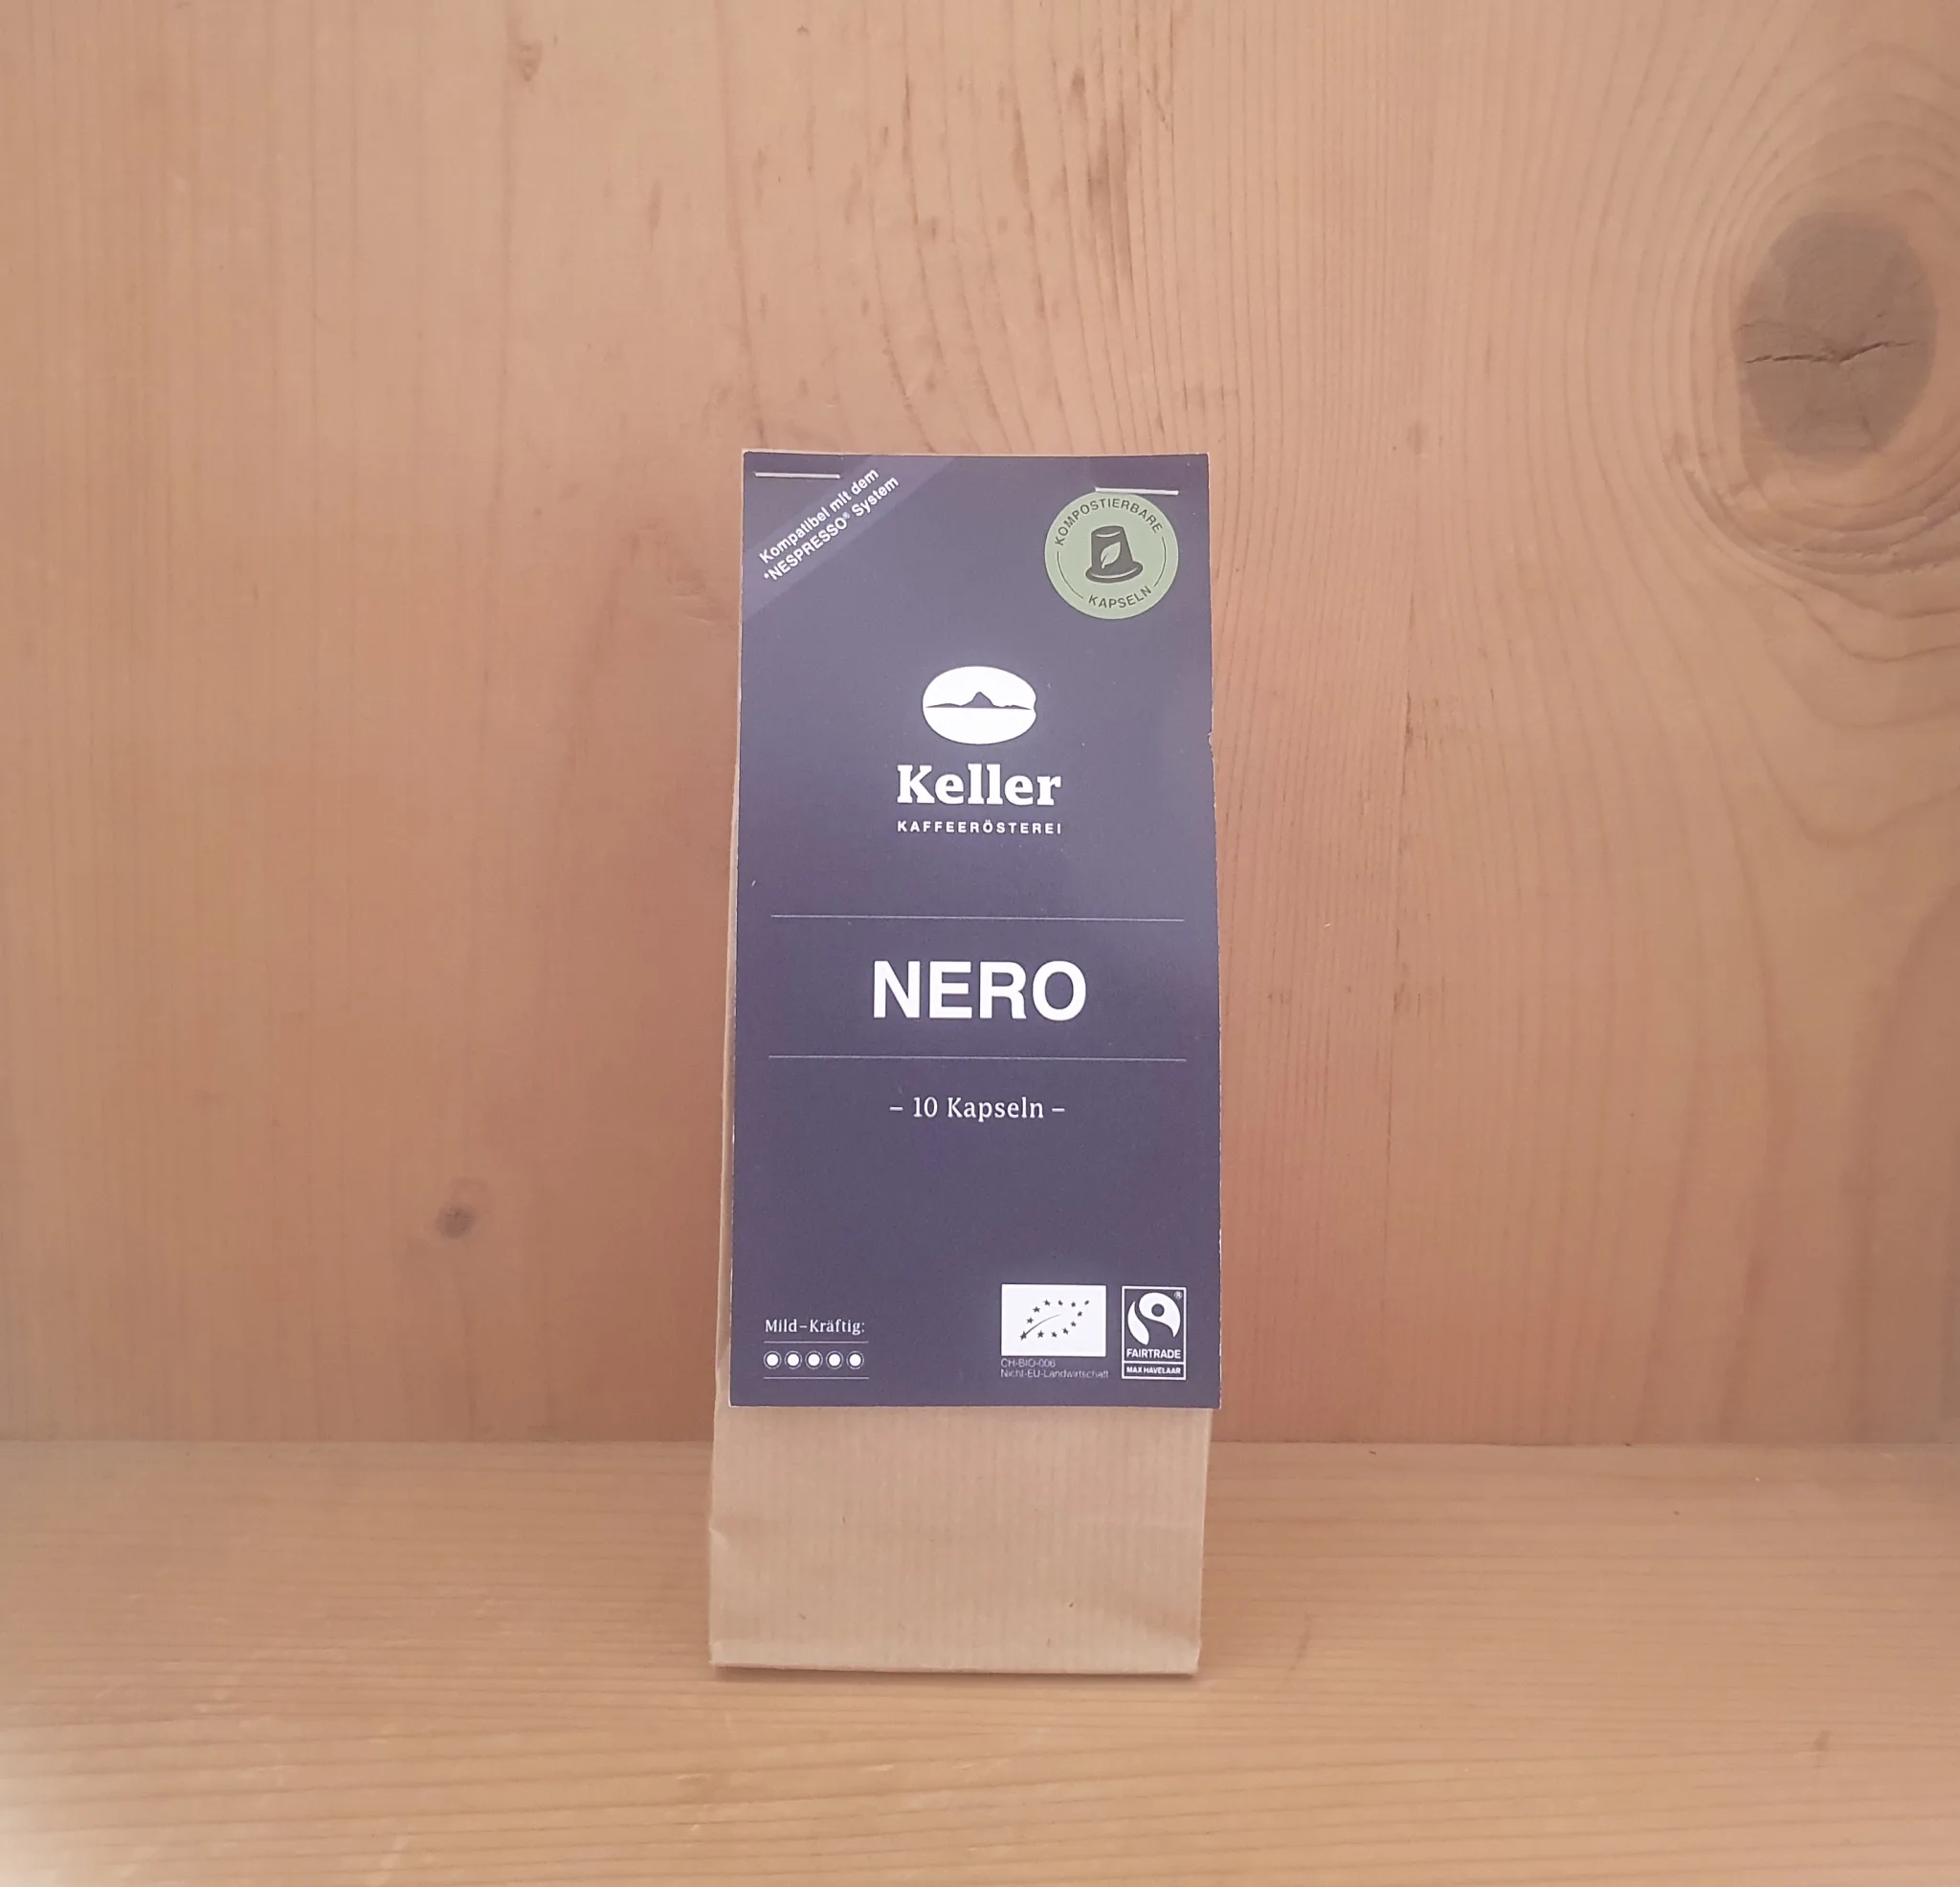 Kompatibel mit dem
*NESPRESSO® System
KOMPOSTIERBARE
KAPSELN
Keller
KAFFEERÖSTEREI
NERO
– 10 Kapseln –
Mild–Kräftig:
CH-BIO-006
Nicht-EU-Landwirtschaft
®
FAIRTRADE
MAX HAVELAAR